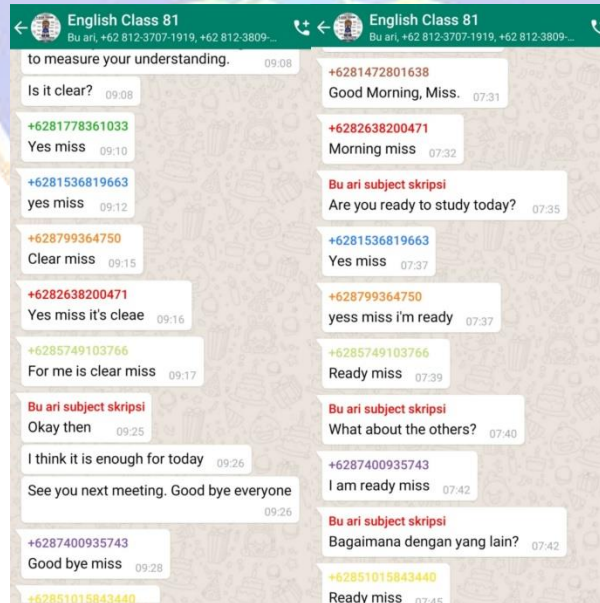 English Class 81
Bu ari, +62 812-3707-1919, +62 812-3809-...
to measure your understanding.
09:08
Is it clear? 09:08
+6281778361033
Yes miss 09:10
+6281536819663
yes miss 09:12
+628799364750
Clear miss 09:15
+6282638200471
Yes miss it's cleae 09:16
+6285749103766
For me is clear miss 09:17
Bu ari subject skripsi
Okay then 09:25
I think it is enough for today 09:26
See you next meeting. Good bye everyone
09:26
+6287400935743
Good bye miss 09:28
+62851015843440
English Class 81
Bu ari, +62 812-3707-1919, +62 812-3809-...
+6281472801638
Good Morning, Miss. 07:31
+6282638200471
Morning miss 07:32
Bu ari subject skripsi
Are you ready to study today? 07:35
+6281536819663
Yes miss 07:37
+628799364750
yess miss i'm ready 07:37
+6285749103766
Ready miss 07:39
Bu ari subject skripsi
What about the others? 07:40
+6287400935743
I am ready miss 07:42
Bu ari subject skripsi
Bagaimana dengan yang lain? 07:42
+62851015843440
Ready miss 07:45